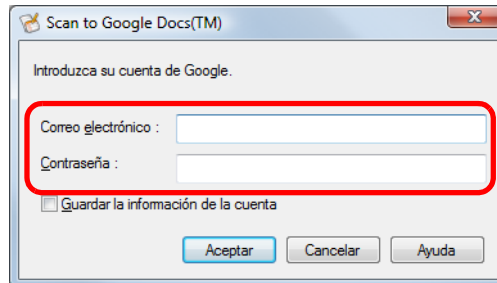 Scan to Google Docs(TM)
Introduzca su cuenta de Google.
Correo electrónico :
Contraseña :
Guardar la información de la cuenta
Aceptar Cancelar Ayuda